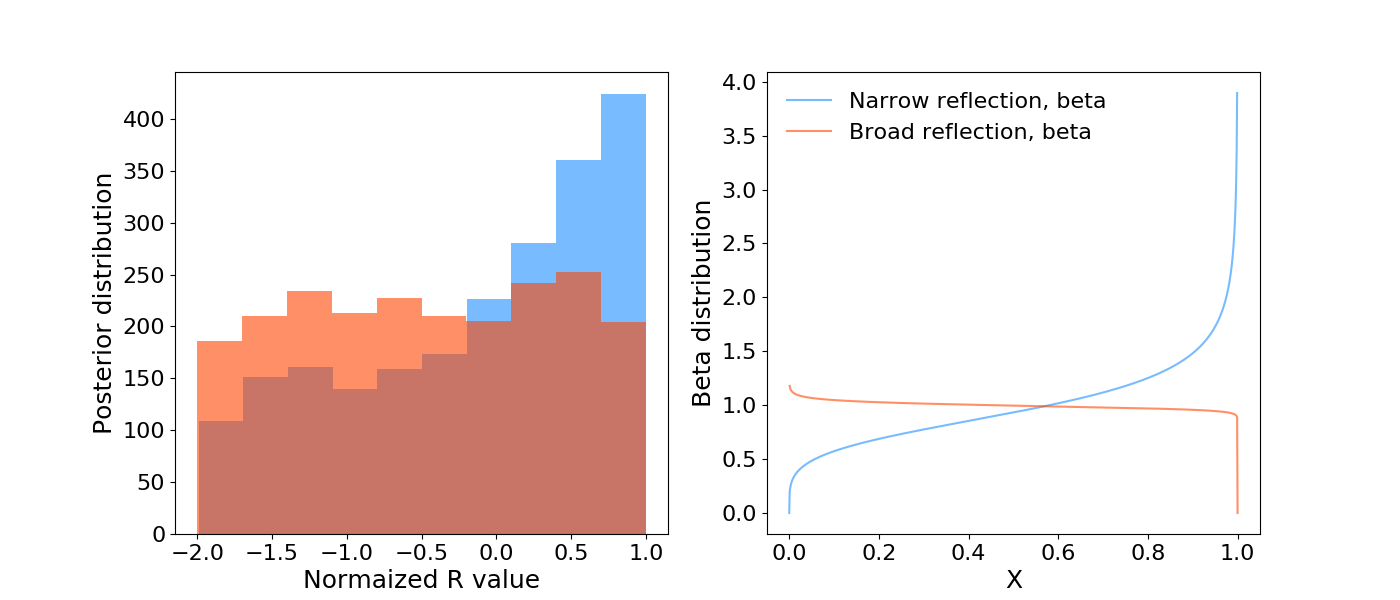 Posterior distribution
400
350
300
250
200
150
100
50
0
−2.0 −1.5 −1.0 −0.5 0.0 0.5 1.0
Normaized R value
Beta distribution
4.0
3.5
3.0
2.5
2.0
1.5
1.0
0.5
0.0
Narrow reflection, beta
Broad reflection, beta
0.0 0.2 0.4 0.6 0.8 1.0
X